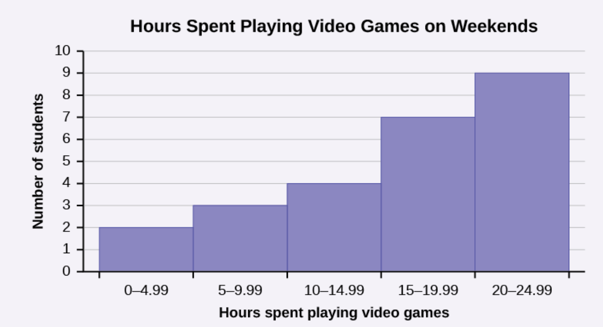 Hours Spent Playing Video Games on Weekends
Number of students
10
9
8
7
6
5
4
3
2
1
0
0–4.99 5–9.99 10–14.99 15–19.99 20–24.99
Hours spent playing video games